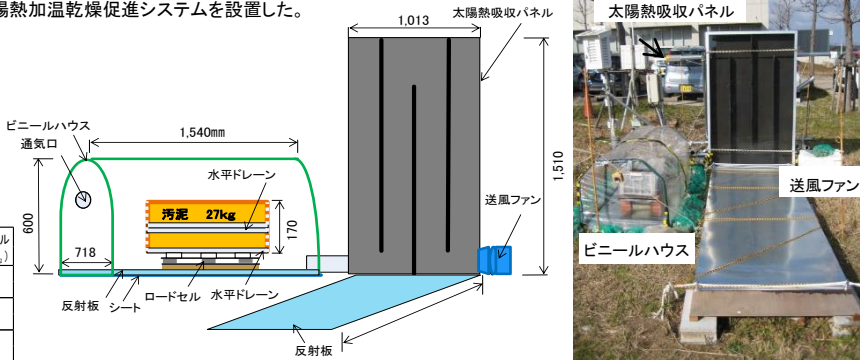 陽熱加温乾燥促進システムを設置した。
1,013
太陽熱吸収パネル
ビニールハウス
通気口
1,540mm
水平ドレーン
汚泥 27kg
600
170
718
1,510
送風ファン
反射板
シート
ロードセル
水平ドレーン
反射板
ル
太陽熱吸収パネル
送風ファン
ビニールハウス